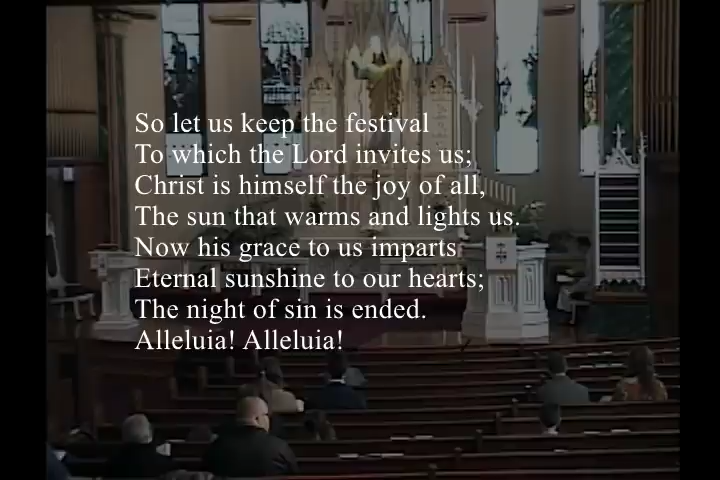 So let us keep the festival
To which the Lord invites us;
Christ is himself the joy of all,
The sun that warms and lights us.
Now his grace to us imparts
Eternal sunshine to our hearts;
The night of sin is ended.
Alleluia! Alleluia!